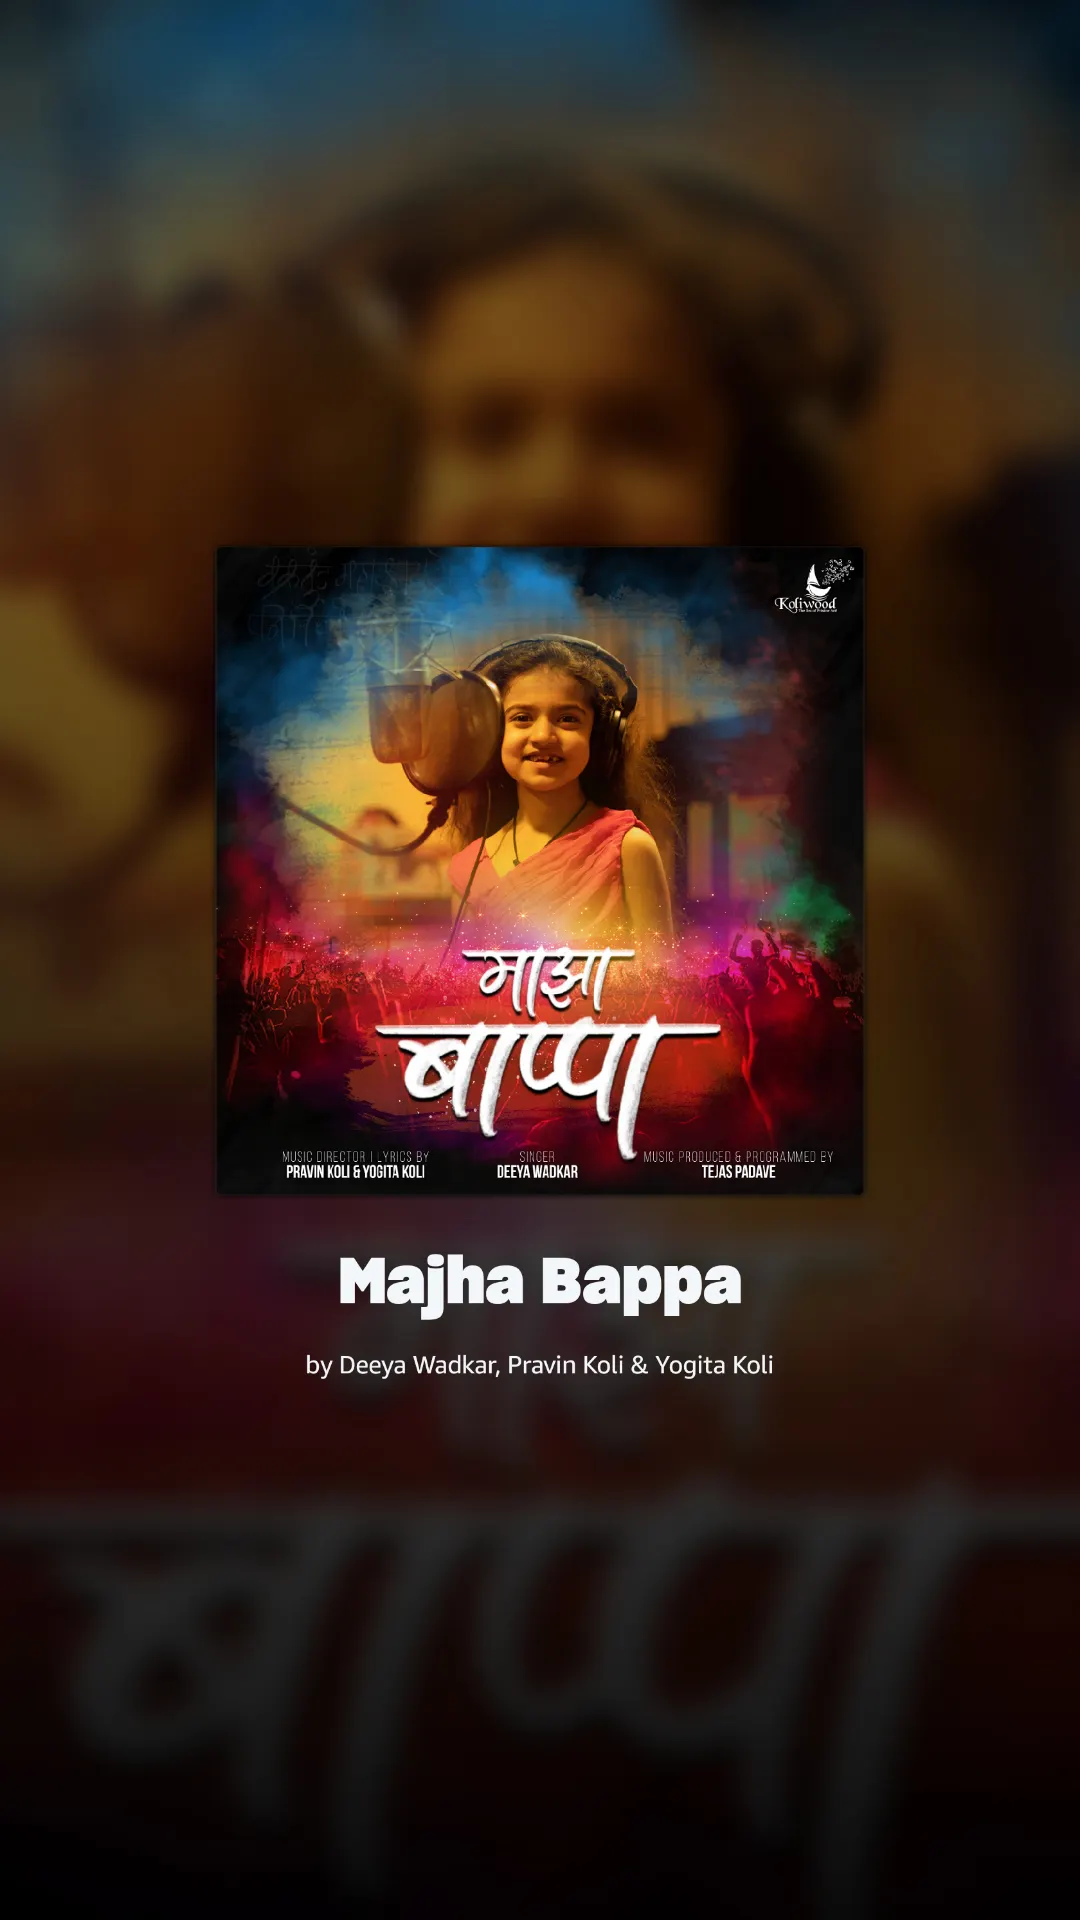 Koliwood
माझा
बाप्पा
MUSIC DIRECTOR | LYRICS BY
PRAVIN KOLI & YOGITA KOLI
SINGER
DEEYA WADKAR
MUSIC PRODUCED & PROGRAMMED BY
TEJAS PADAVE
Majha Bappa
by Deeya Wadkar, Pravin Koli & Yogita Koli